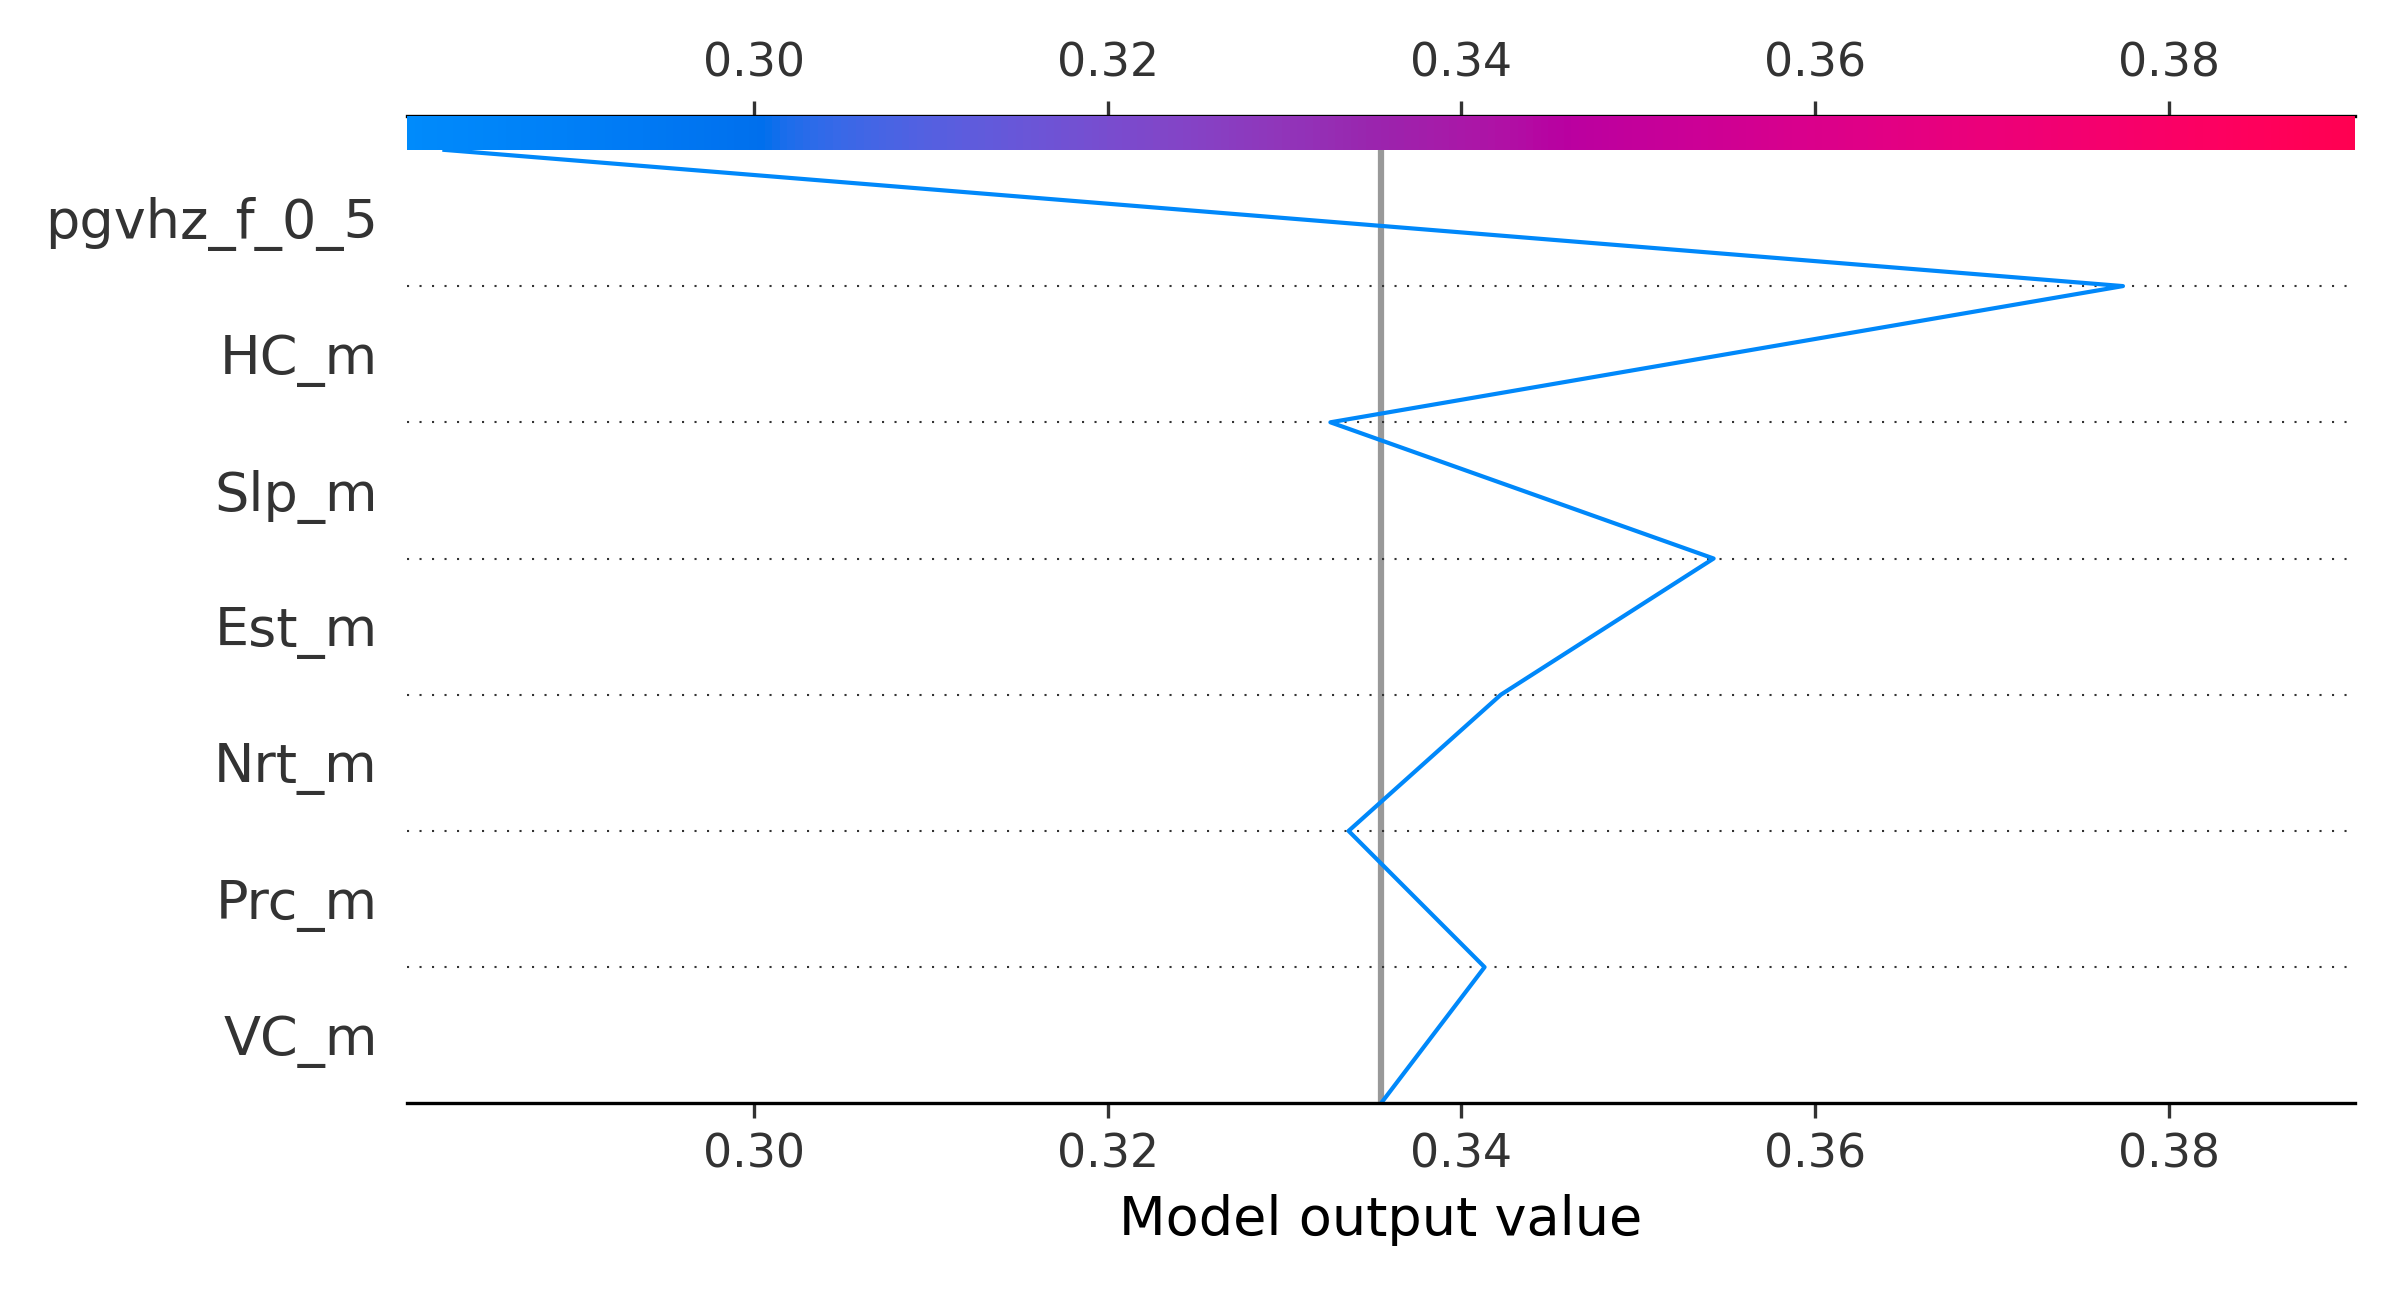 0.30 0.32 0.34 0.36 0.38
pgvhz_f_0_5
HC_m
Slp_m
Est_m
Nrt_m
Prc_m
VC_m
0.30 0.32 0.34 0.36 0.38
Model output value